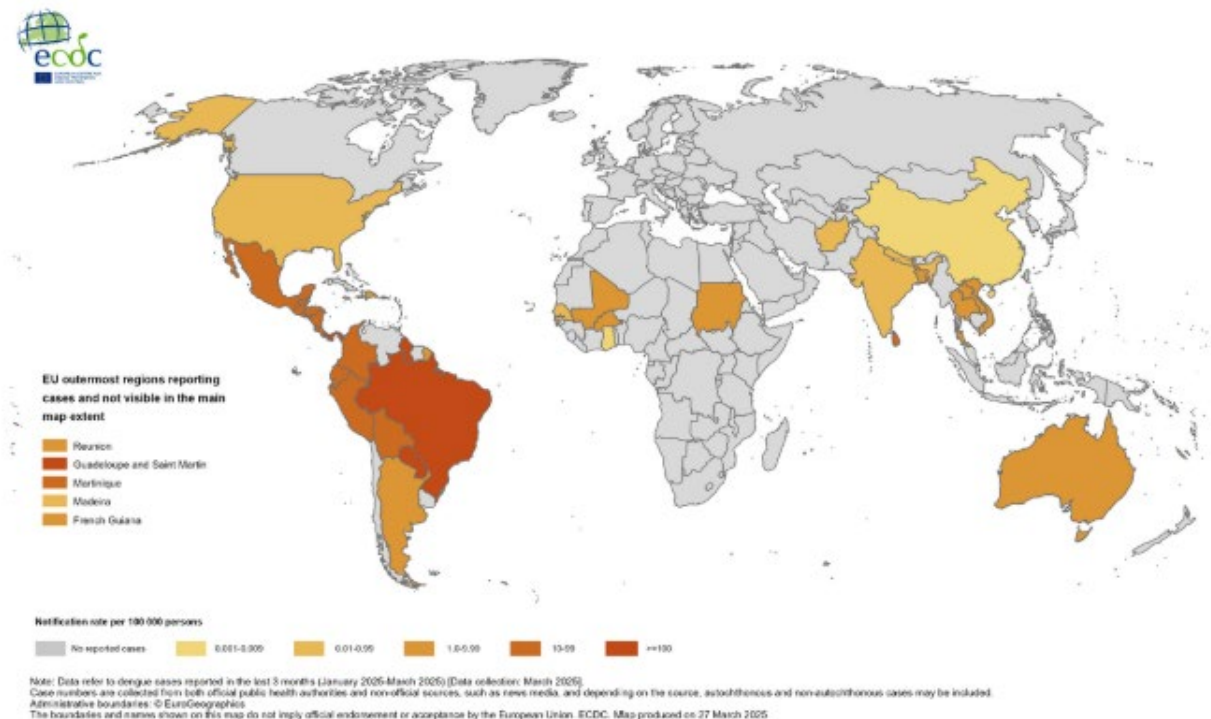 ecdc
EU outermost regions reporting
cases and not visible in the main
map extent
Reunion
Guadeloupe and Saint Martin
Martinique
Madeira
French Guiana
Notification rate per 100 000 persons
No reported cases
0.001-0.009
0.01-0.99
1.0-9.99
10-99
>=100
Note: Data refer to dengue cases reported in the last 3 months (January 2025-March 2025) [Data collection: March 2025].
Case numbers are collected from both official public health authorities and non-official sources, such as news media, and depending on the source, autochthonous and non-autochthonous cases may be included.
Administrative boundaries: © EuroGeographics
The boundaries and names shown on this map do not imply official endorsement or acceptance by the European Union. ECDC. Map produced on 27 March 2025